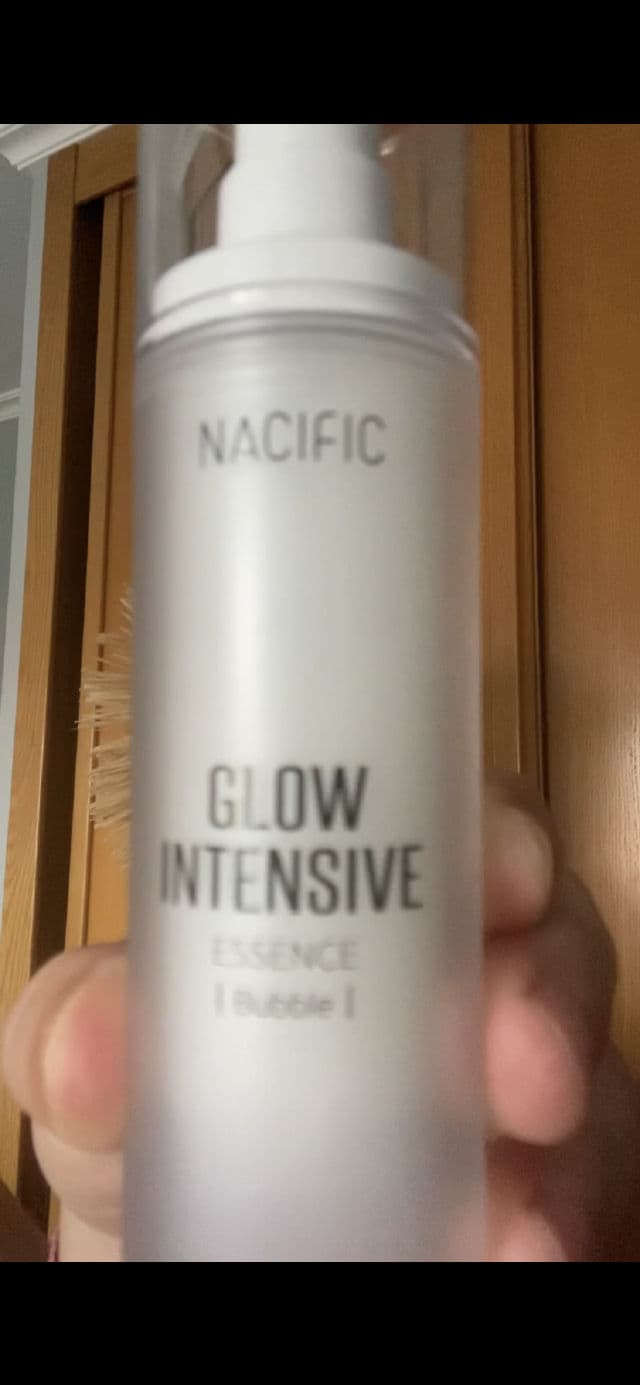 NACIFIC
GLOW
INTENSIVE
ESSENCE
| Bubble |